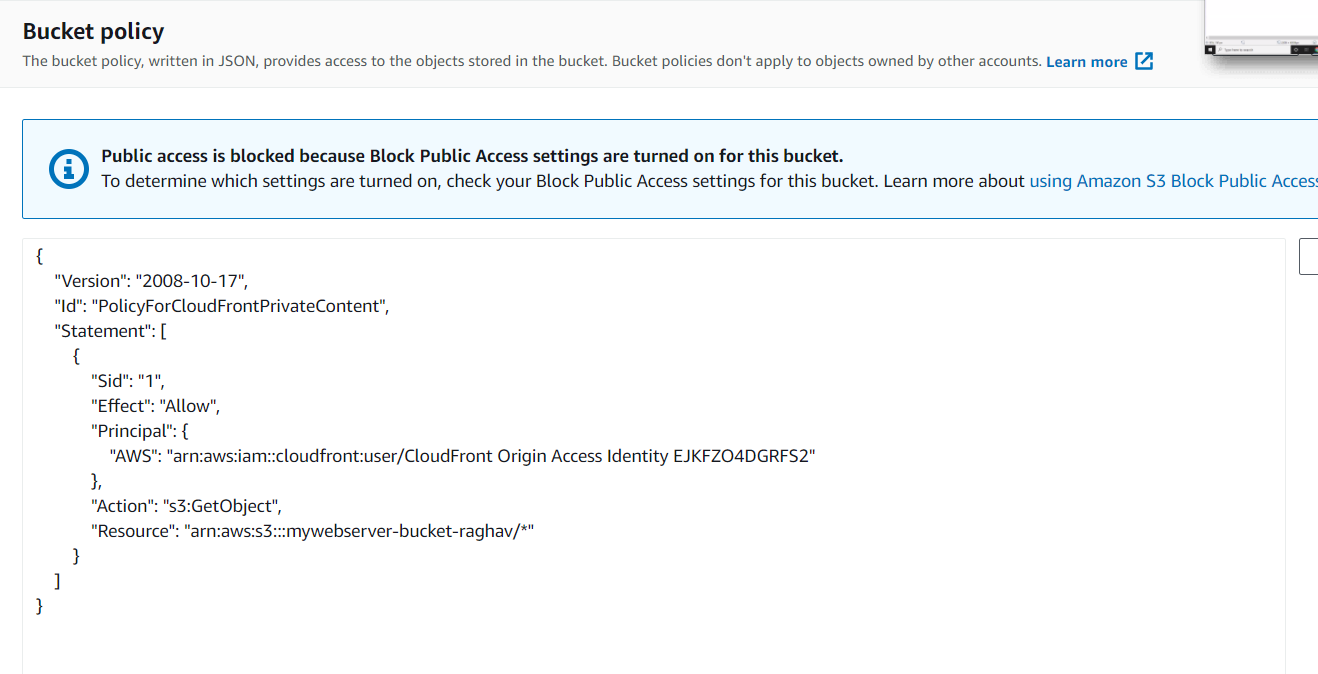 Bucket policy
The bucket policy, written in JSON, provides access to the objects stored in the bucket. Bucket policies don't apply to objects owned by other accounts. Learn more
Public access is blocked because Block Public Access settings are turned on for this bucket.
To determine which settings are turned on, check your Block Public Access settings for this bucket. Learn more about using Amazon S3 Block Public Access
{
"Version": "2008-10-17",
"Id": "PolicyForCloudFrontPrivateContent",
"Statement": [
{
"Sid": "1",
"Effect": "Allow",
"Principal": {
"AWS": "arn:aws:iam::cloudfront:user/CloudFront Origin Access Identity EJKFZO4DGRFS2"
},
"Action": "s3:GetObject",
"Resource": "arn:aws:s3:::mywebserver-bucket-raghav/*"
}
]
}